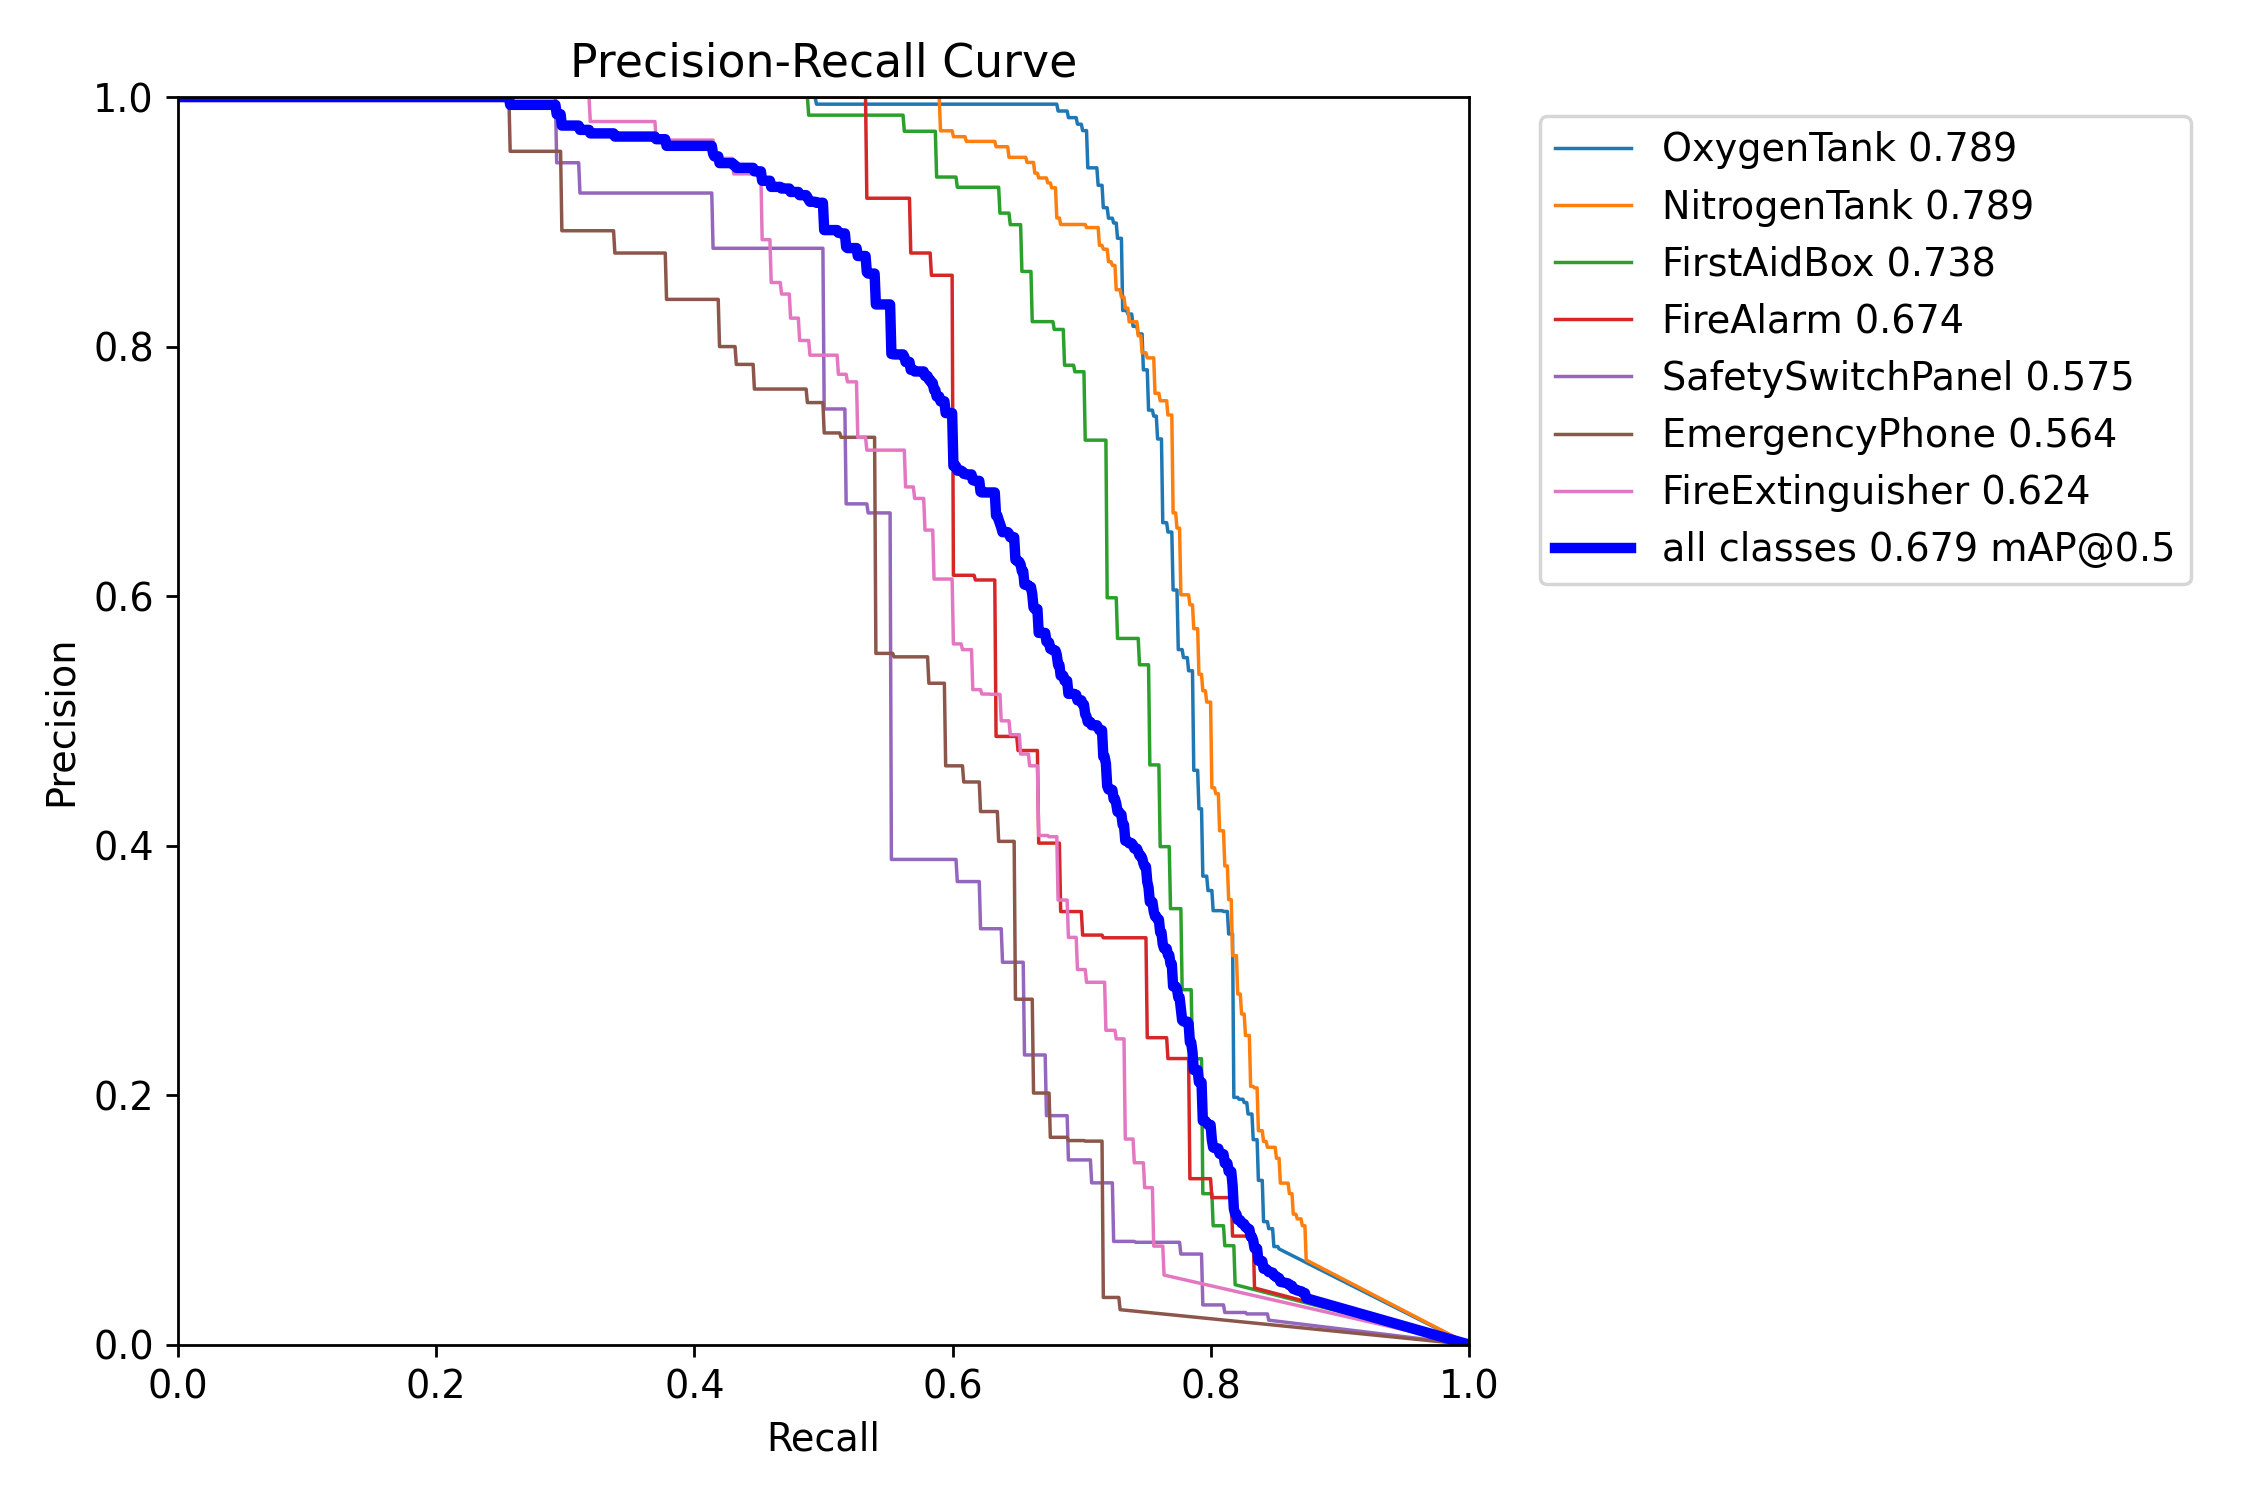 Precision-Recall Curve
1.0
0.8
0.6
0.4
0.2
0.0
Precision
0.0 0.2 0.4 0.6 0.8 1.0
Recall
OxygenTank 0.789
NitrogenTank 0.789
FirstAidBox 0.738
FireAlarm 0.674
SafetySwitchPanel 0.575
EmergencyPhone 0.564
FireExtinguisher 0.624
all classes 0.679 mAP@0.5